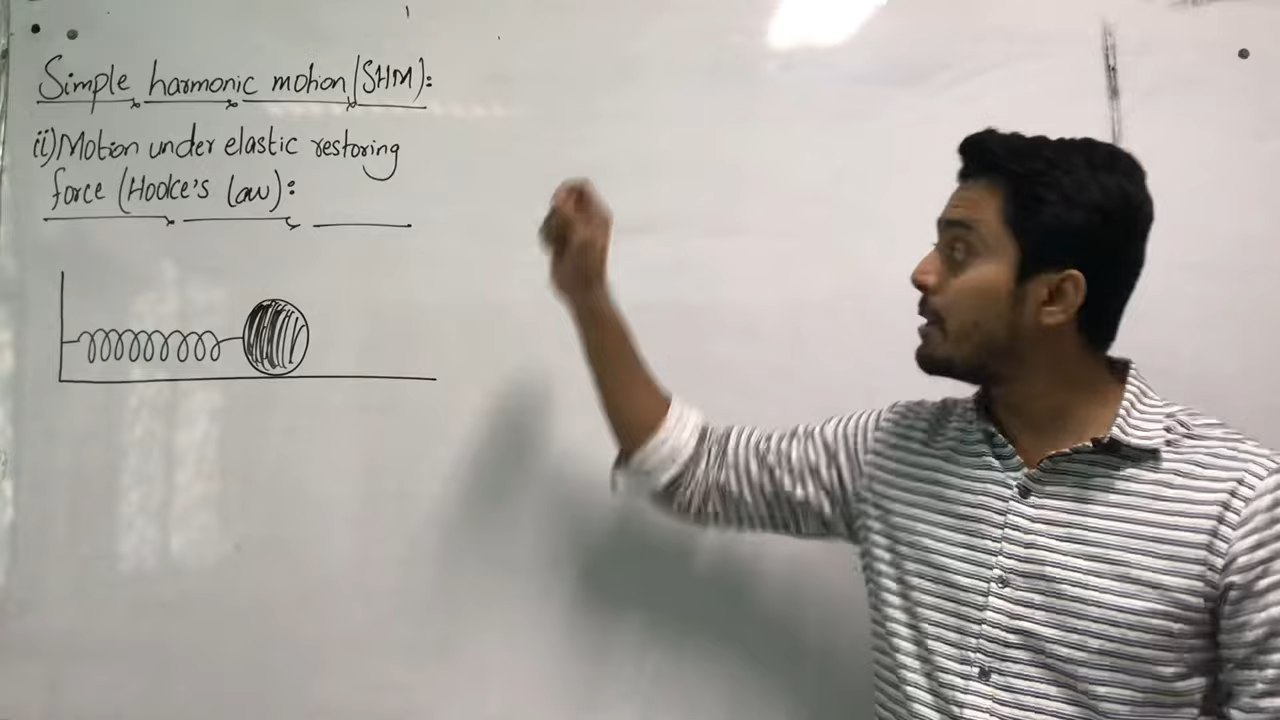 Simple harmonic motion (SHM):
ii) Motion under elastic restoring
force (Hooke's law):